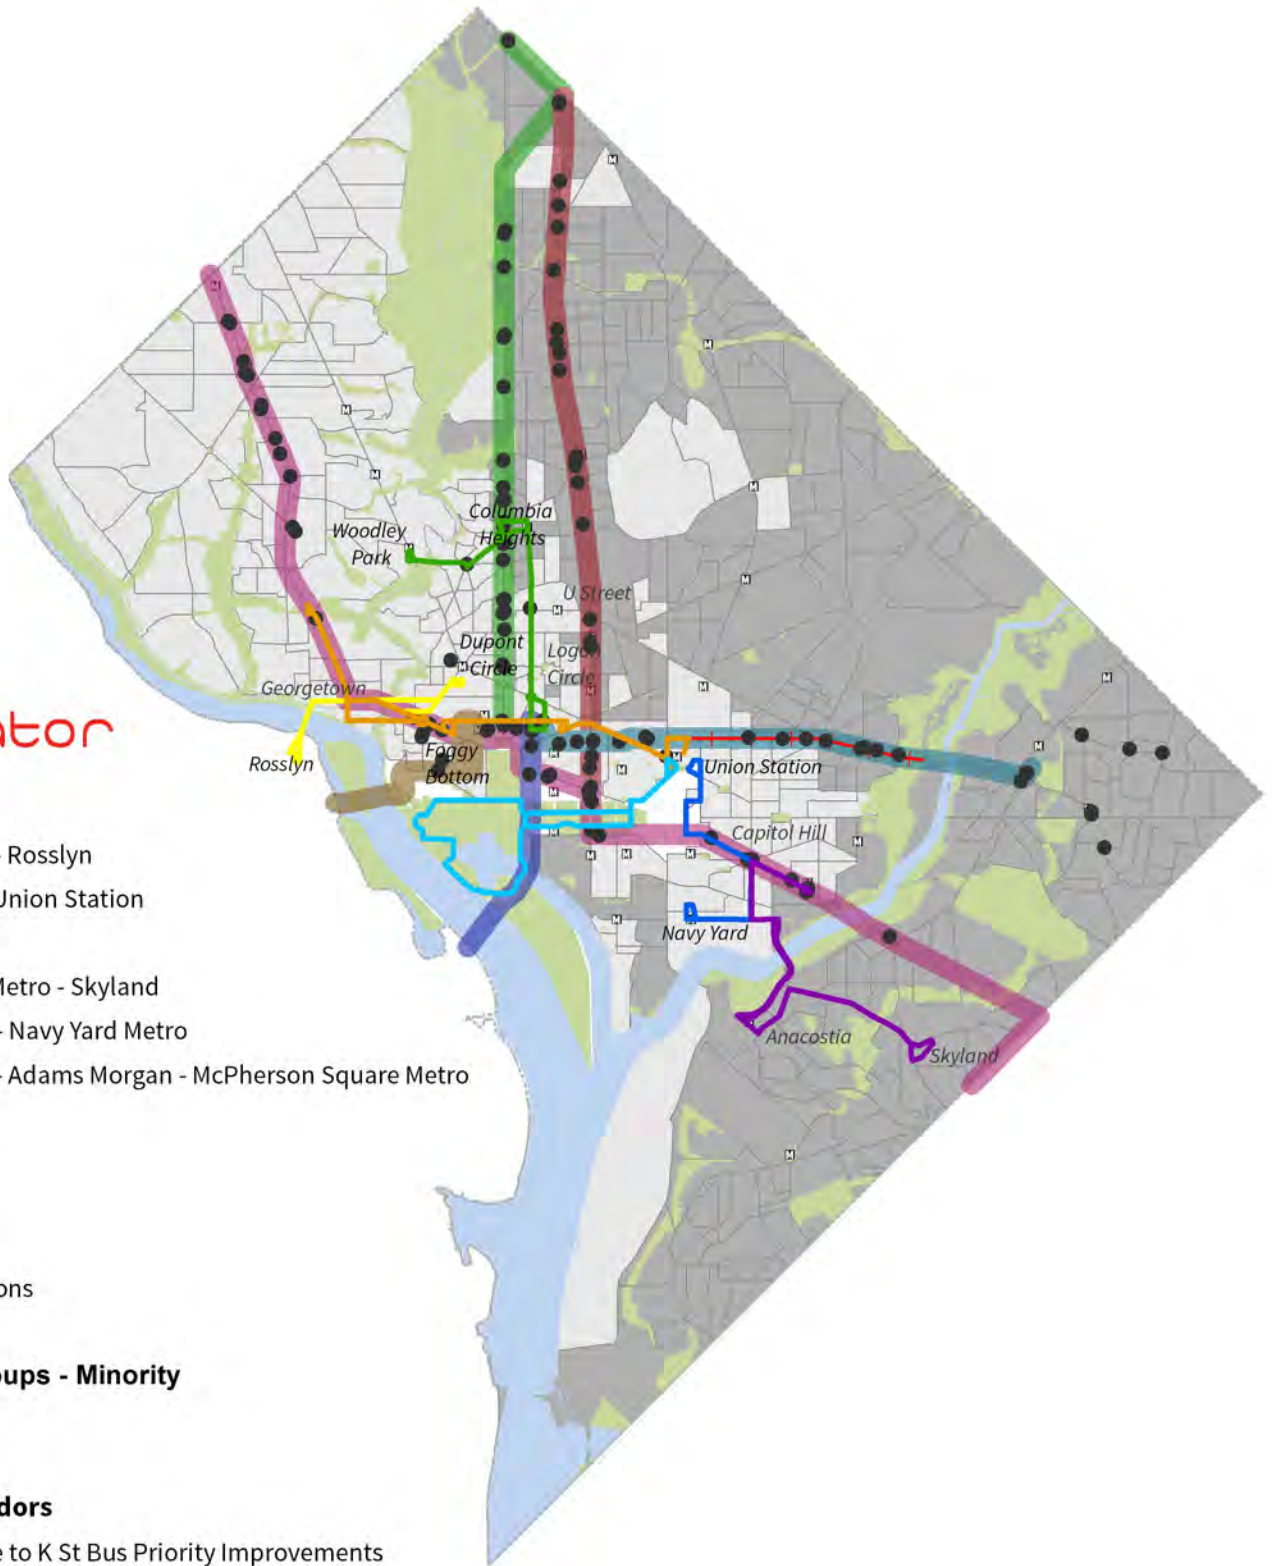 Columbia
Heights
Woodley
Park
U Street
Dupont
Circle
Logan
Circle
Georgetown
ator
Foggy
Bottom
Rosslyn
Union Station
Capitol Hill
- Rosslyn
Union Station
Navy Yard
Metro - Skyland
- Navy Yard Metro
Anacostia
Skyland
- Adams Morgan - McPherson Square Metro
ons
oups - Minority
dors
e to K St Bus Priority Improvements